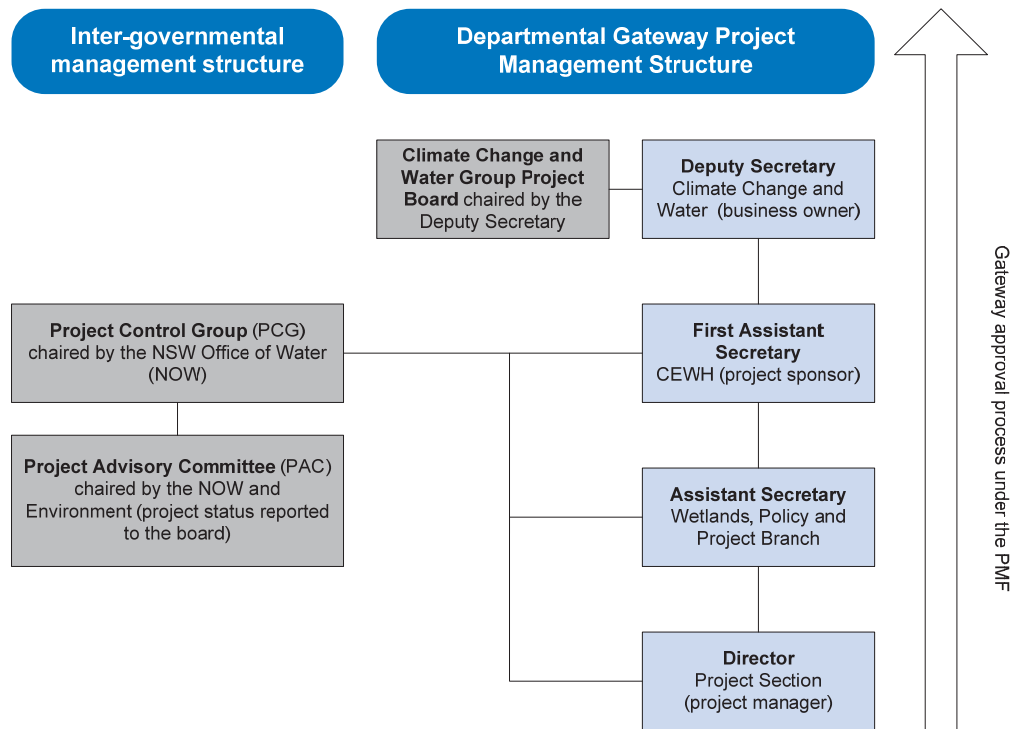 Inter-governmental
management structure
Departmental Gateway Project
Management Structure
Climate Change and
Water Group Project
Board chaired by the
Deputy Secretary
Deputy Secretary
Climate Change and
Water (business owner)
Project Control Group (PCG)
chaired by the NSW Office of Water
(NOW)
First Assistant
Secretary
CEWH (project sponsor)
Project Advisory Committee (PAC)
chaired by the NOW and
Environment (project status reported
to the board)
Assistant Secretary
Wetlands, Policy and
Project Branch
Director
Project Section
(project manager)
Gateway approval process under the PMF